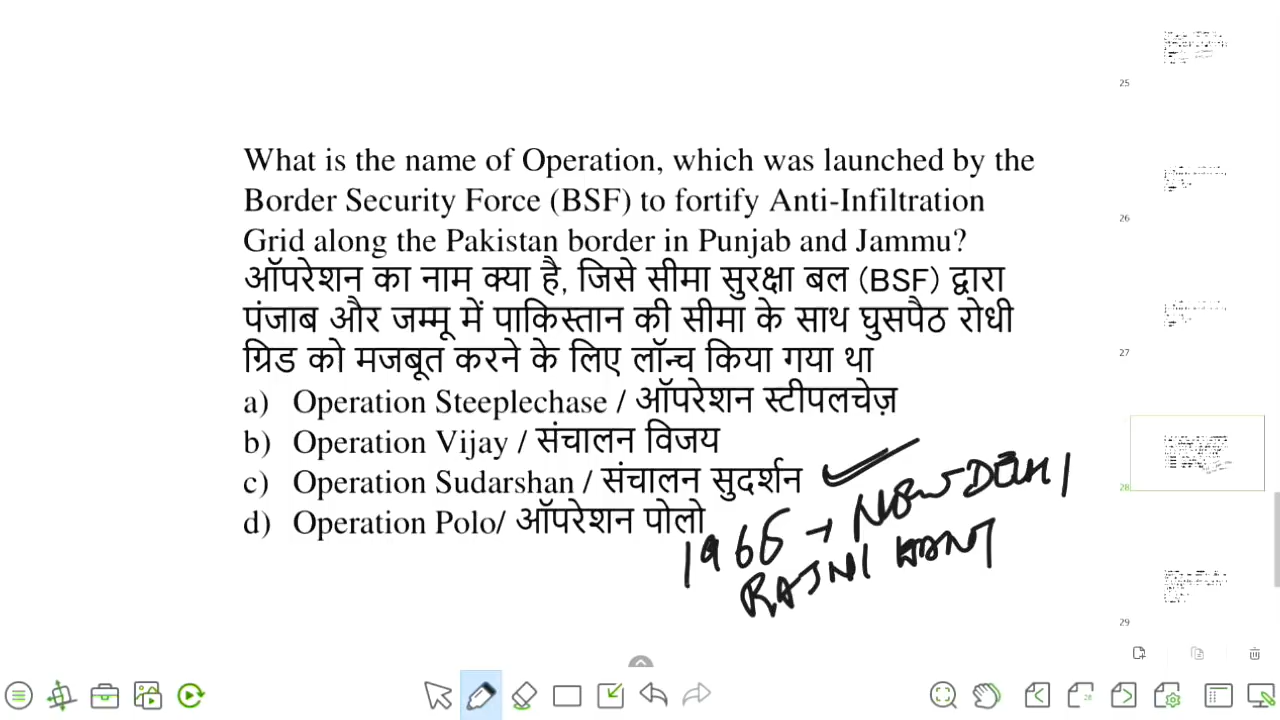 25
What is the name of Operation, which was launched by the
Border Security Force (BSF) to fortify Anti-Infiltration
26
Grid along the Pakistan border in Punjab and Jammu?
ऑपरेशन का नाम क्या है, जिसे सीमा सुरक्षा बल (BSF) द्वारा
पंजाब और जम्मू में पाकिस्तान की सीमा के साथ घुसपैठ रोधी
27
ग्रिड को मजबूत करने के लिए लॉन्च किया गया था
a) Operation Steeplechase / ऑपरेशन स्टीपलचेज़
b) Operation Vijay / संचालन विजय
c) Operation Sudarshan / संचालन सुदर्शन
28
d) Operation Polo/ ऑपरेशन पोलो
1965 → NEW DELHI
RAJNI KANT
29
28